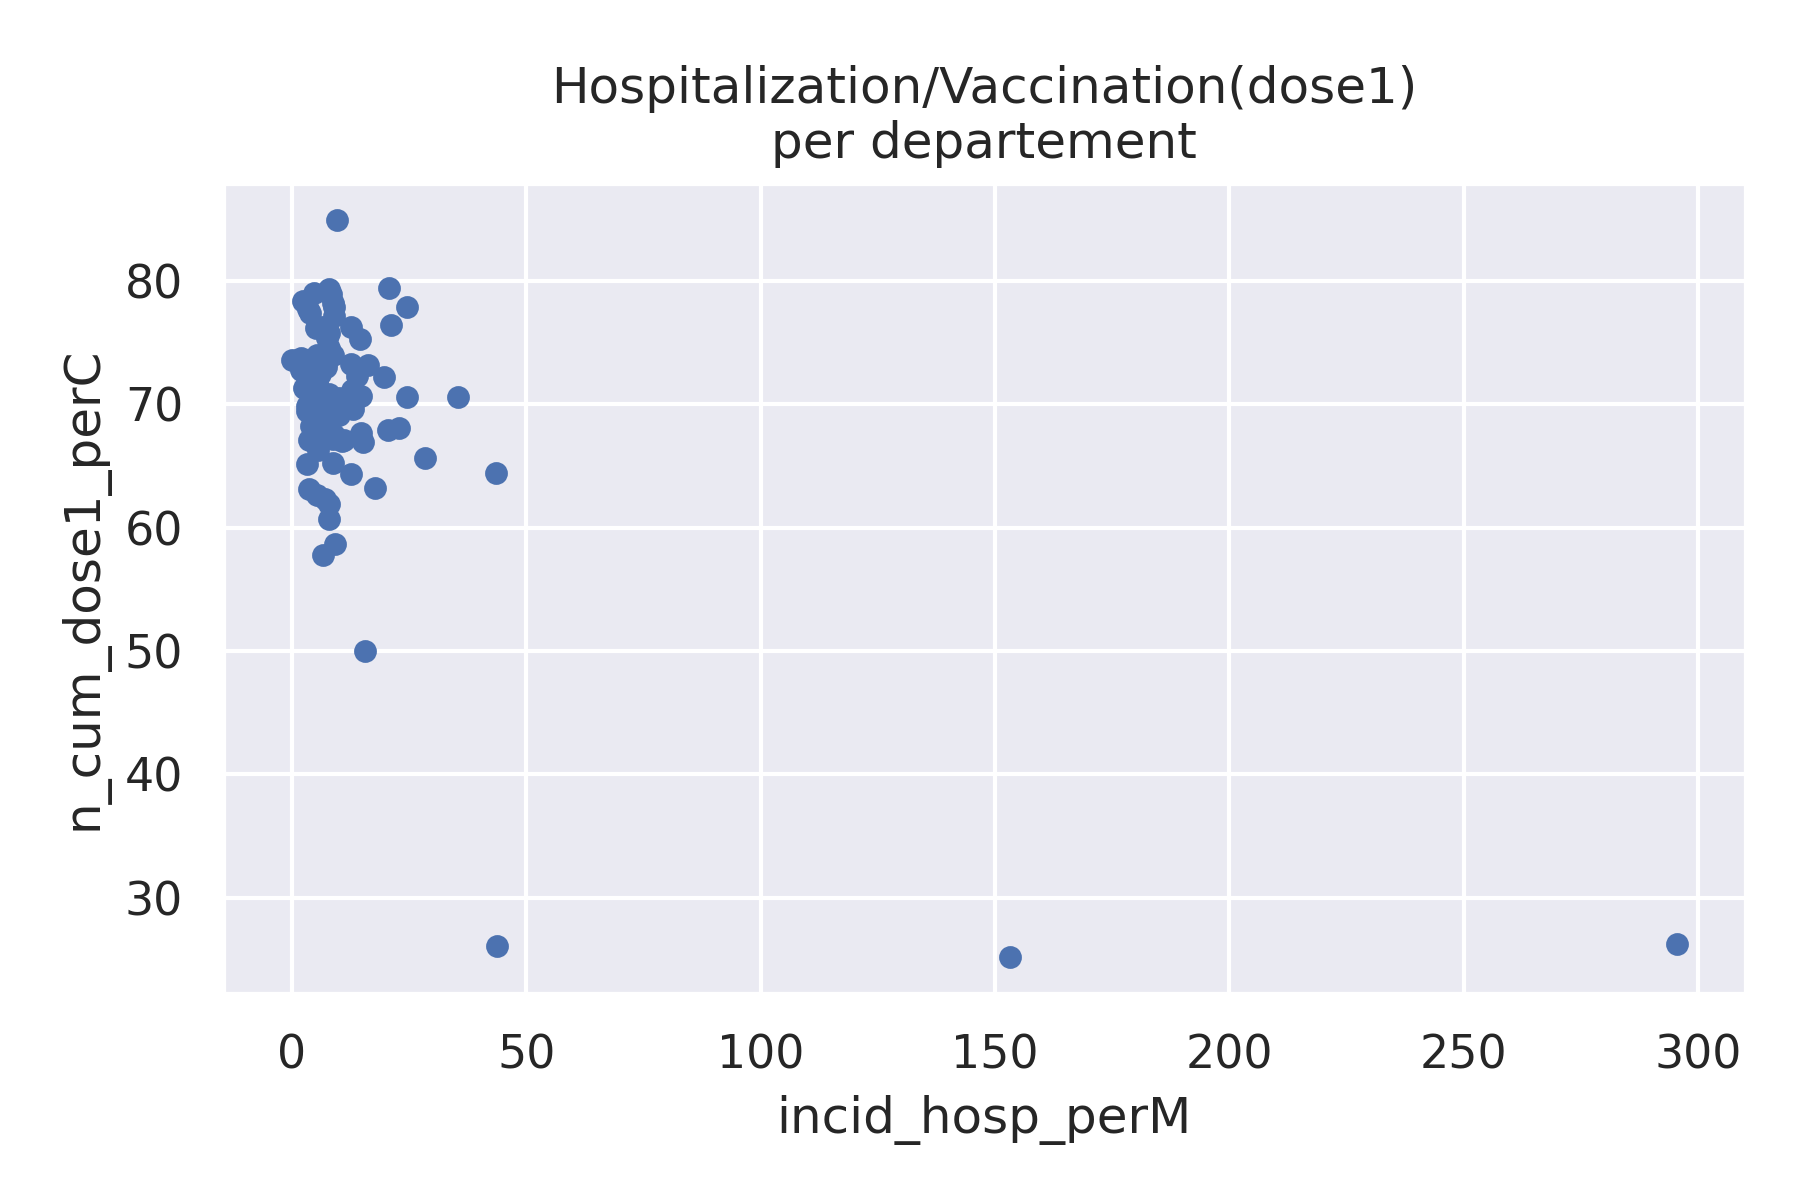 Hospitalization/Vaccination(dose1)
per departement
n_cum_dose1_perC
80
70
60
50
40
30
0 50 100 150 200 250 300
incid_hosp_perM